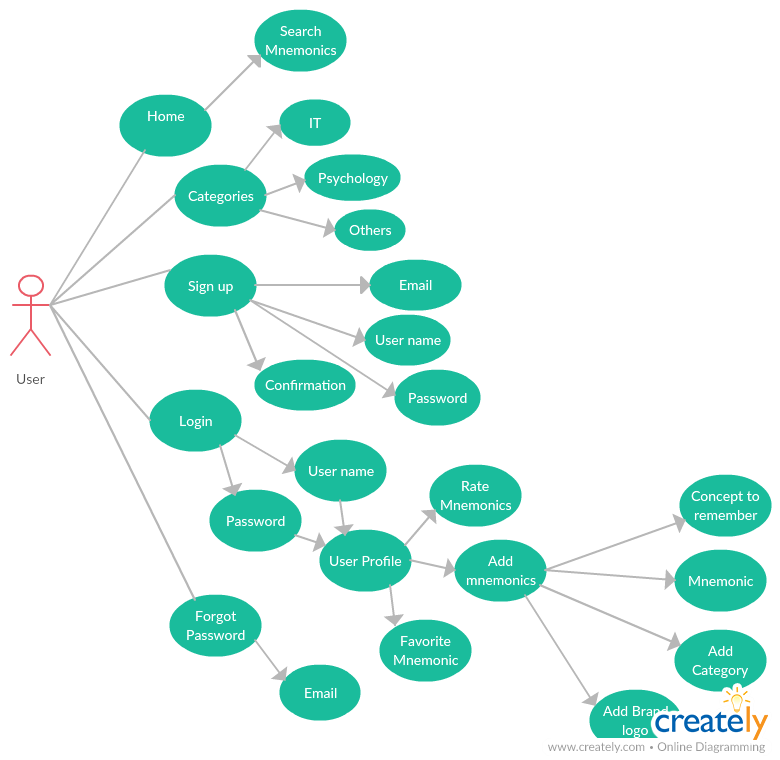 Search
Mnemonics
Home
IT
Categories
Psychology
Others
Sign up
Email
User name
User
Confirmation
Password
Login
User name
Password
Rate
Mnemonics
Concept to
remember
User Profile
Add
mnemonics
Mnemonic
Forgot
Password
Favorite
Mnemonic
Add
Category
Email
Add Brand
logo
creately
www.creately.com • Online Diagramming